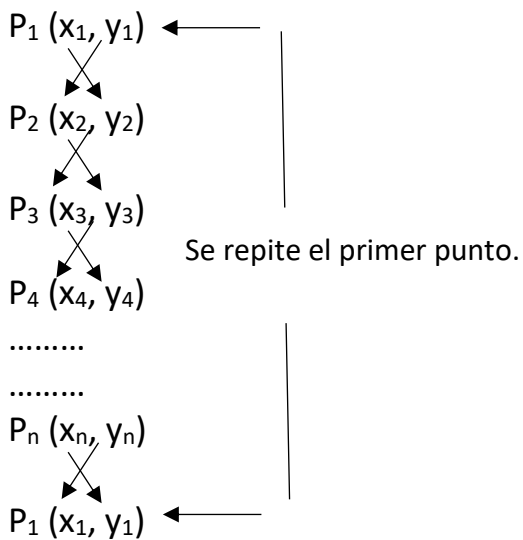 P₁ (x₁, y₁)
P₂ (x₂, y₂)
P₃ (x₃, y₃)
Se repite el primer punto.
P₄ (x₄, y₄)
.........
.........
Pₙ (xₙ, yₙ)
P₁ (x₁, y₁)